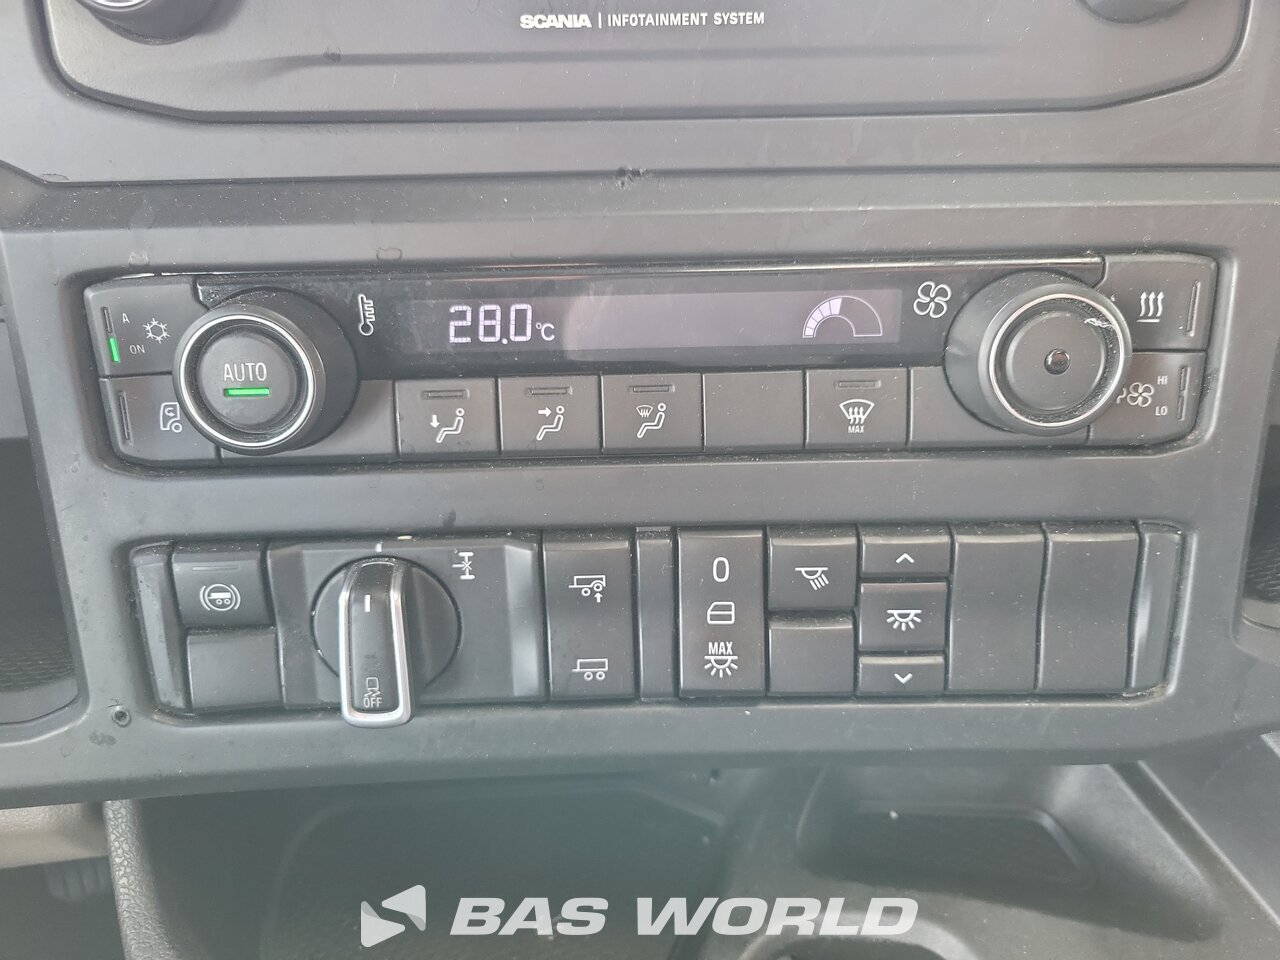 SCANIA | INFOTAINMENT SYSTEM
A
ON
AUTO
28.0°C
MAX
HI
LO
OFF
0
MAX
BAS WORLD